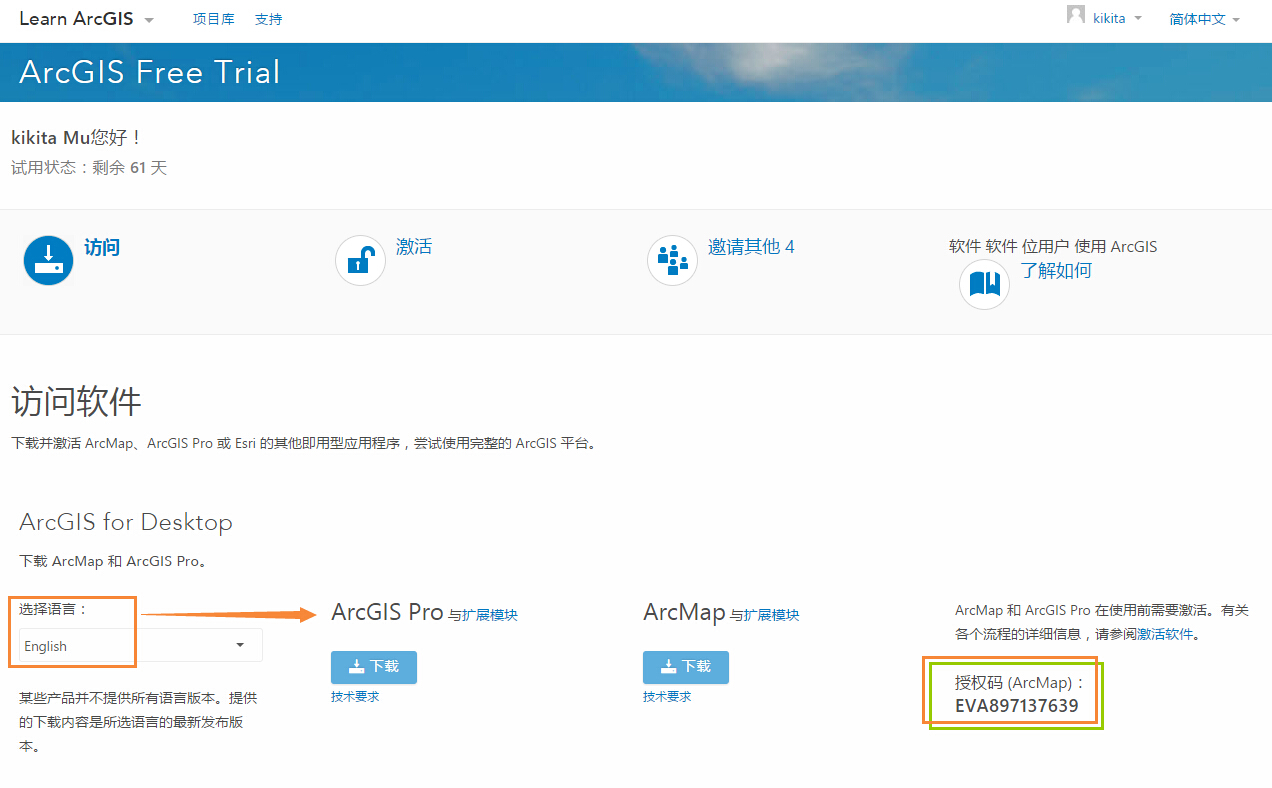 Learn ArcGIS 项目库 支持 kikita 简体中文
ArcGIS Free Trial
kikita Mu您好！
试用状态：剩余 61 天
访问
激活
邀请其他 4
软件 软件 位用户 使用 ArcGIS
了解如何
访问软件
下载并激活 ArcMap、ArcGIS Pro 或 Esri 的其他即用型应用程序，尝试使用完整的 ArcGIS 平台。
ArcGIS for Desktop
下载 ArcMap 和 ArcGIS Pro。
选择语言：
English
某些产品并不提供所有语言版本。提供
的下载内容是所选语言的最新发布版
本。
ArcGIS Pro 与扩展模块
下载
技术要求
ArcMap 与扩展模块
下载
技术要求
ArcMap 和 ArcGIS Pro 在使用前需要激活。有关
各个流程的详细信息，请参阅激活软件。
授权码 (ArcMap)：
EVA897137639